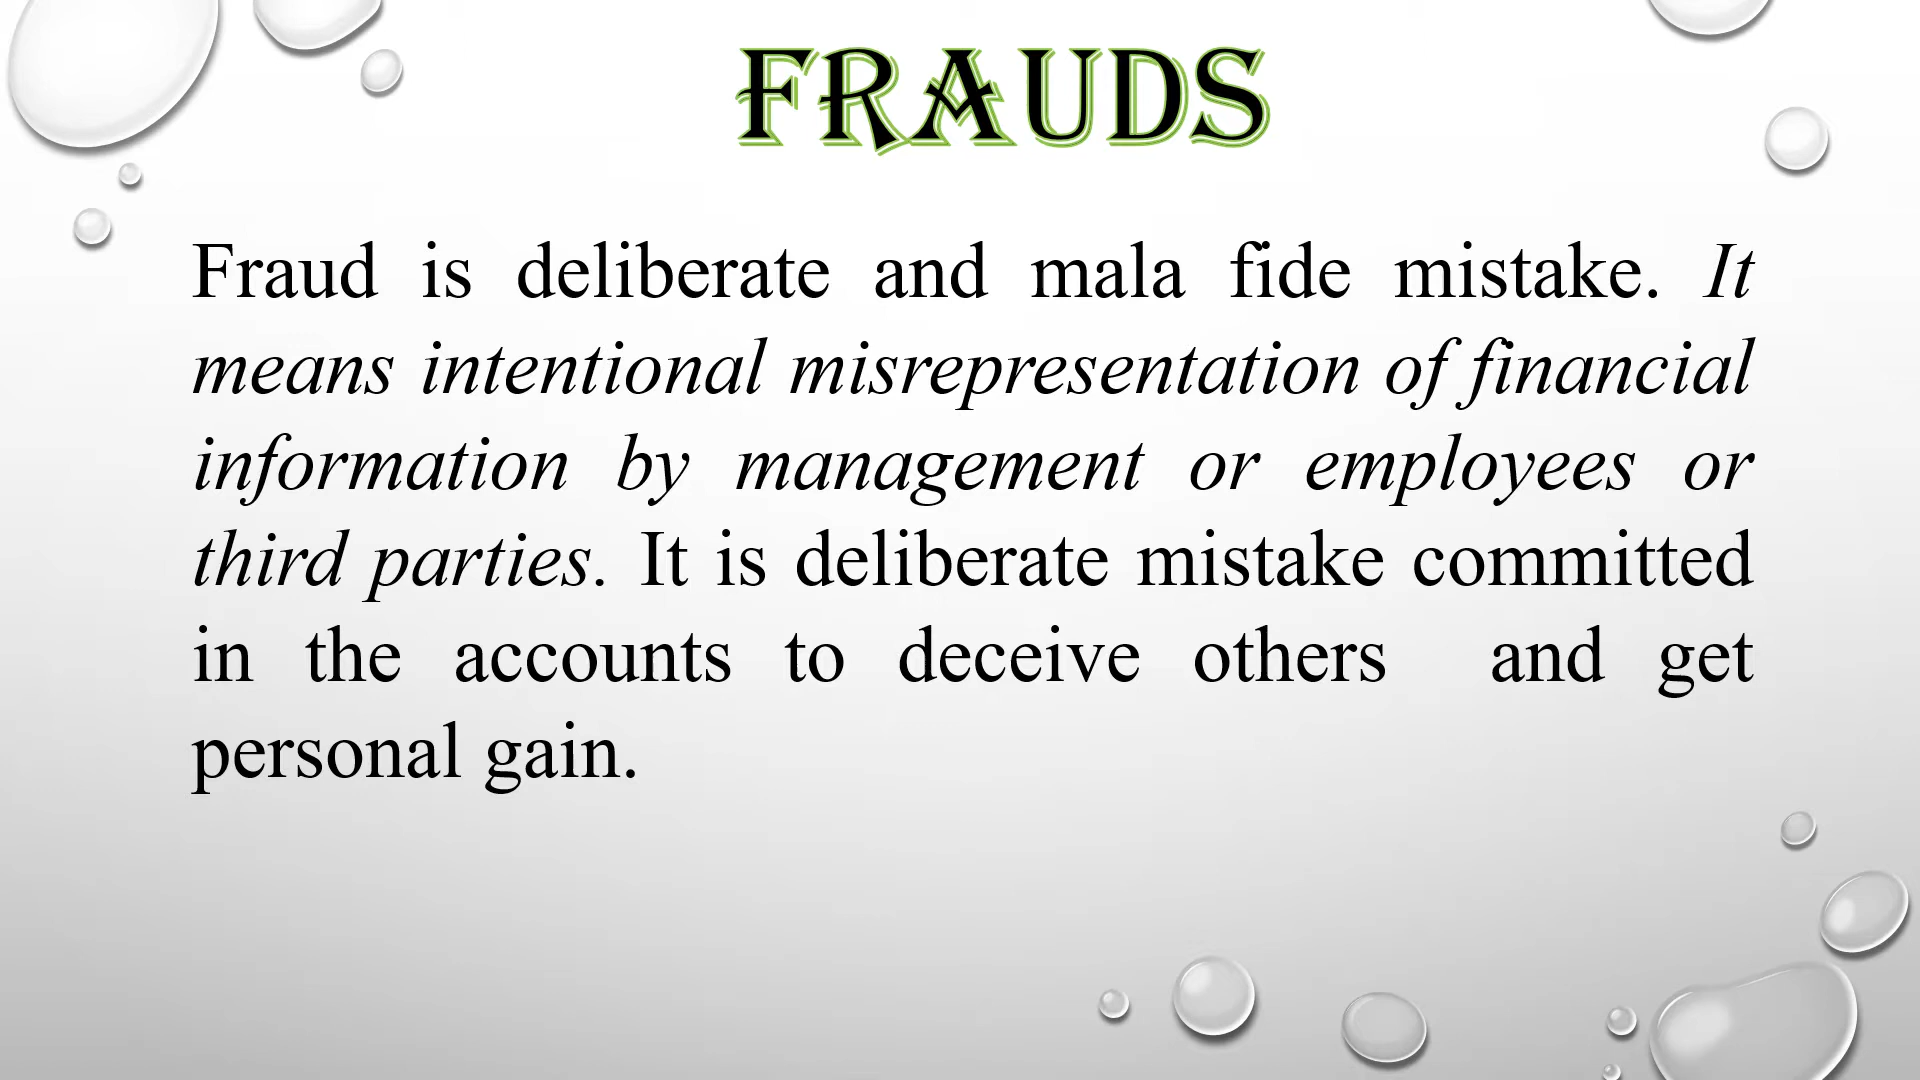 FRAUDS
Fraud is deliberate and mala fide mistake. It
means intentional misrepresentation of financial
information by management or employees or
third parties. It is deliberate mistake committed
in the accounts to deceive others and get
personal gain.